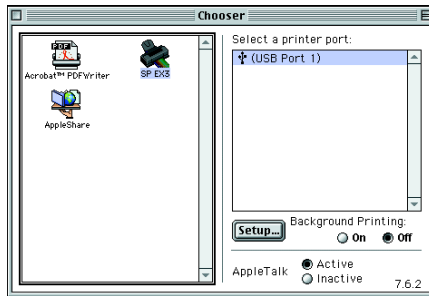 Chooser
Select a printer port:
PDF
Acrobat™ PDFWriter
SP EX3
(USB Port 1)
AppleShare
Setup...
Background Printing:
On
Off
AppleTalk
Active
Inactive
7.6.2